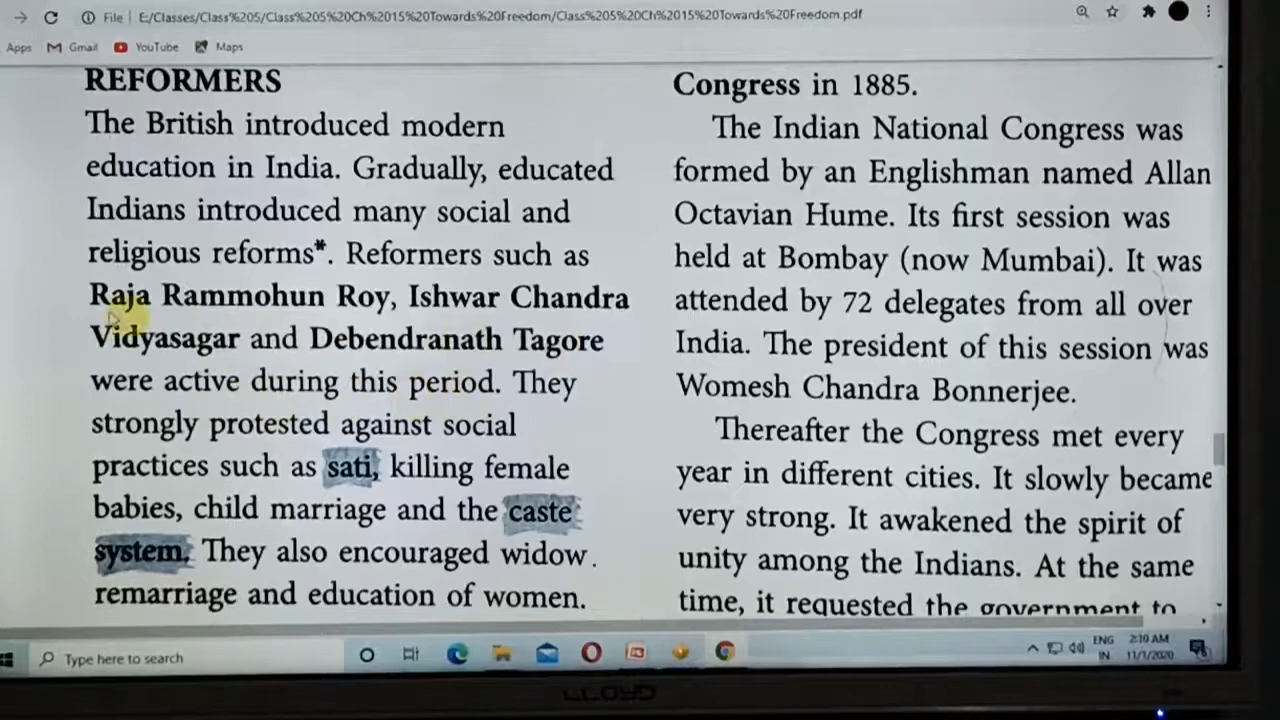 File | E:/Classes/Class%205/Class%205%20Ch%2015%20Towards%20Freedom/Class%205%20Ch%2015%20Towards%20Freedom.pdf
Apps Gmail YouTube Maps
REFORMERS
The British introduced modern
education in India. Gradually, educated
Indians introduced many social and
religious reforms*. Reformers such as
Raja Rammohun Roy, Ishwar Chandra
Vidyasagar and Debendranath Tagore
were active during this period. They
strongly protested against social
practices such as sati, killing female
babies, child marriage and the caste
system. They also encouraged widow
remarriage and education of women.
Congress in 1885.
The Indian National Congress was
formed by an Englishman named Allan
Octavian Hume. Its first session was
held at Bombay (now Mumbai). It was
attended by 72 delegates from all over
India. The president of this session was
Womesh Chandra Bonnerjee.
Thereafter the Congress met every
year in different cities. It slowly became
very strong. It awakened the spirit of
unity among the Indians. At the same
time, it requested the government to
Type here to search
ENG
IN
2:10 AM
11/1/2020
LLOYD